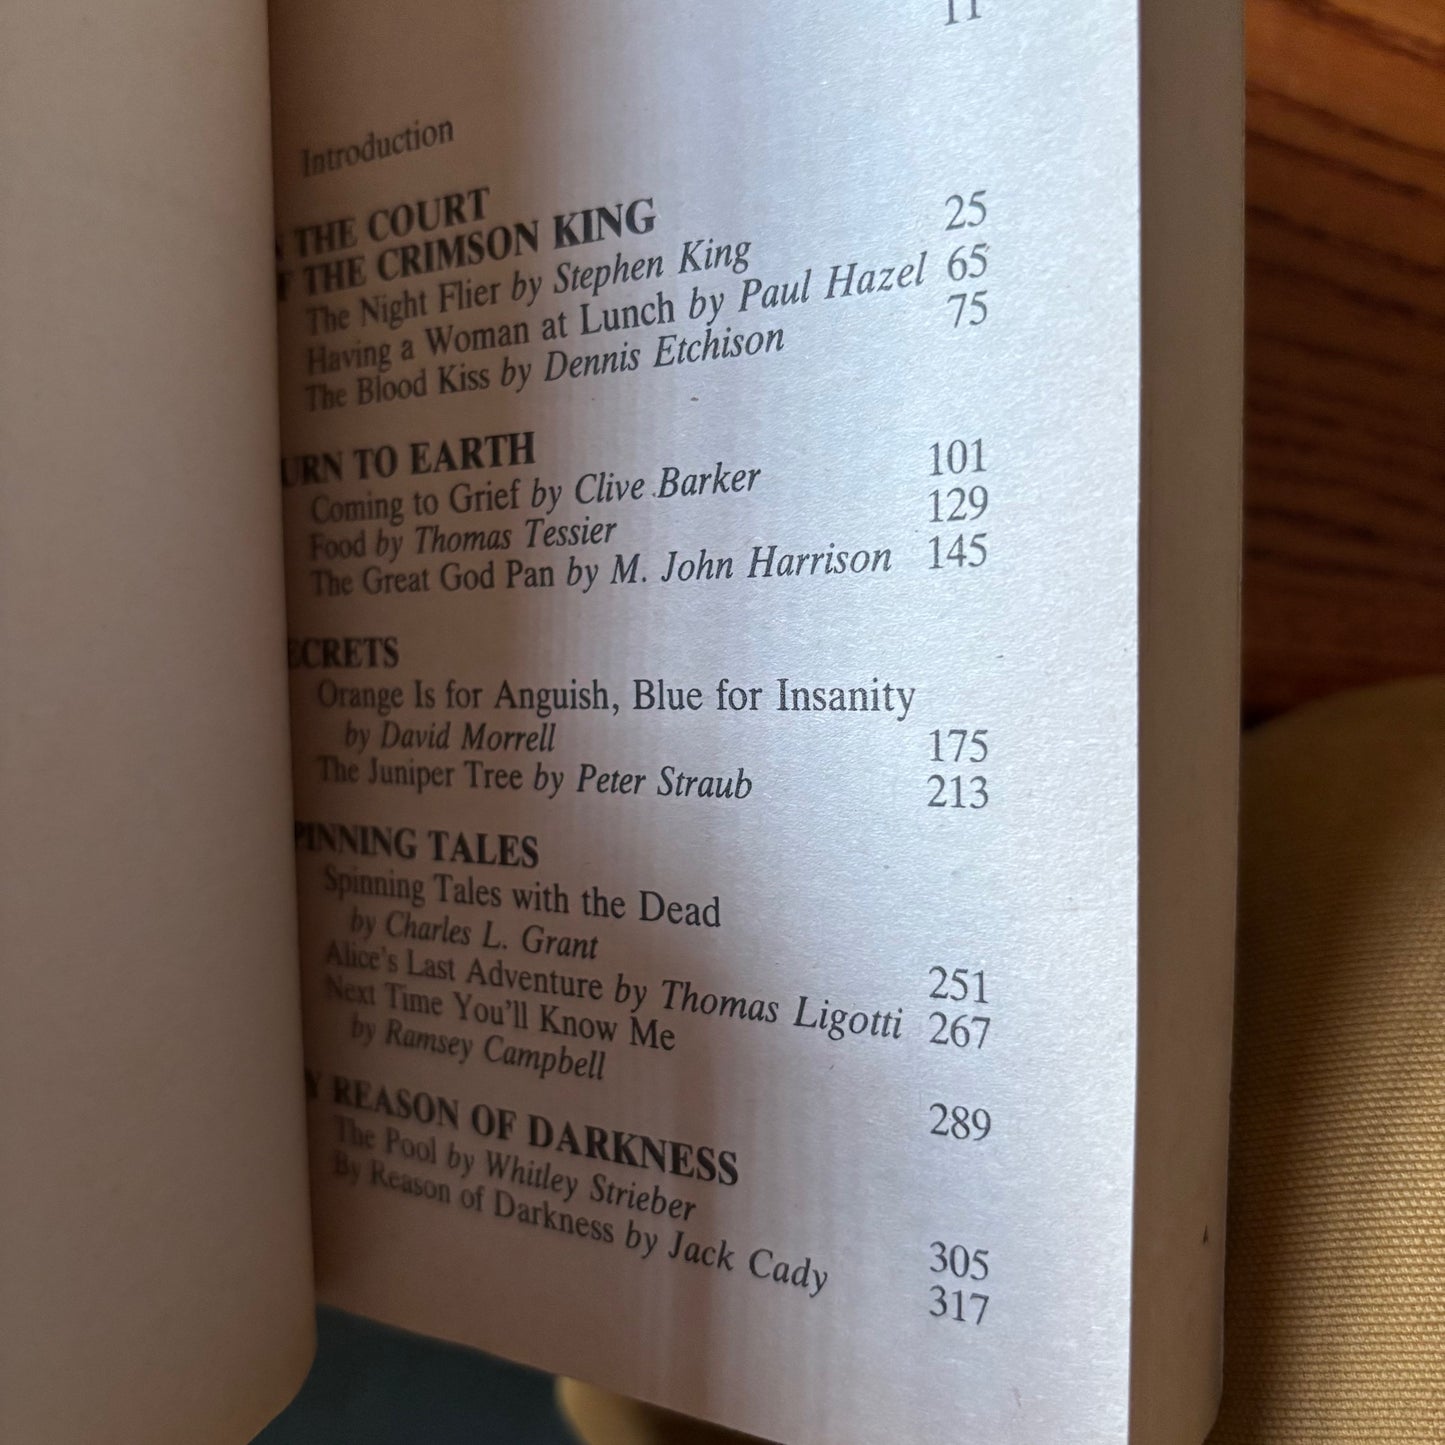 11
Introduction
THE COURT
THE CRIMSON KING
The Night Flier by Stephen King 25
Having a Woman at Lunch by Paul Hazel 65
The Blood Kiss by Dennis Etchison 75
URN TO EARTH
Coming to Grief by Clive Barker 101
Food by Thomas Tessier 129
The Great God Pan by M. John Harrison 145
ECRETS
Orange Is for Anguish, Blue for Insanity
by David Morrell 175
The Juniper Tree by Peter Straub 213
PINNING TALES
Spinning Tales with the Dead
by Charles L. Grant 251
Alice's Last Adventure by Thomas Ligotti 267
Next Time You'll Know Me
by Ramsey Campbell 289
Y REASON OF DARKNESS
The Pool by Whitley Strieber 305
By Reason of Darkness by Jack Cady 317